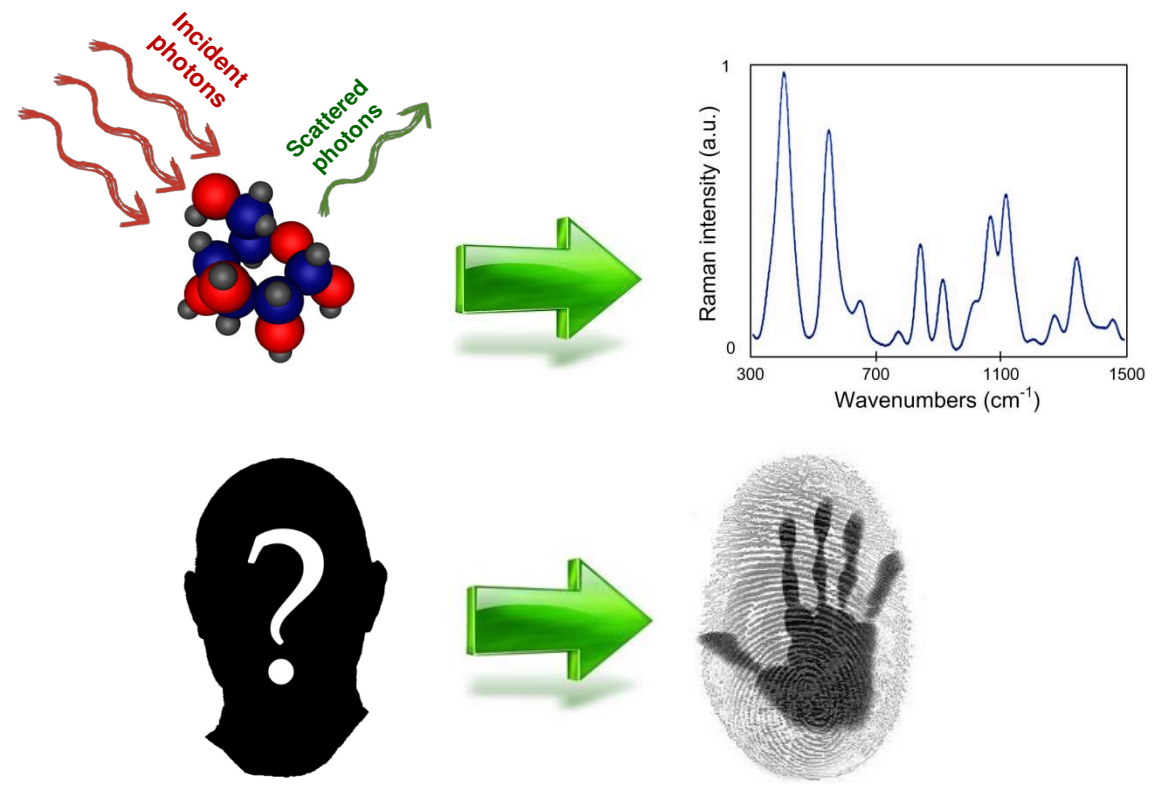 Incident
photons
Scattered
photons
1
Raman intensity (a.u.)
0
300 700 1100 1500
Wavenumbers (cm⁻¹)
?